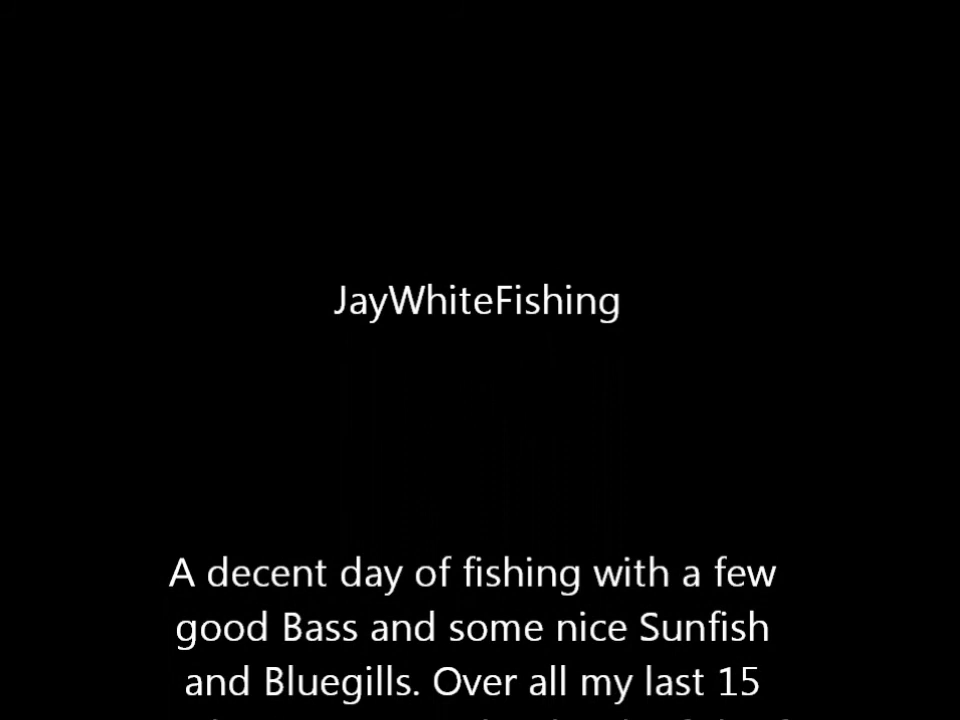 JayWhiteFishing
A decent day of fishing with a few
good Bass and some nice Sunfish
and Bluegills. Over all my last 15